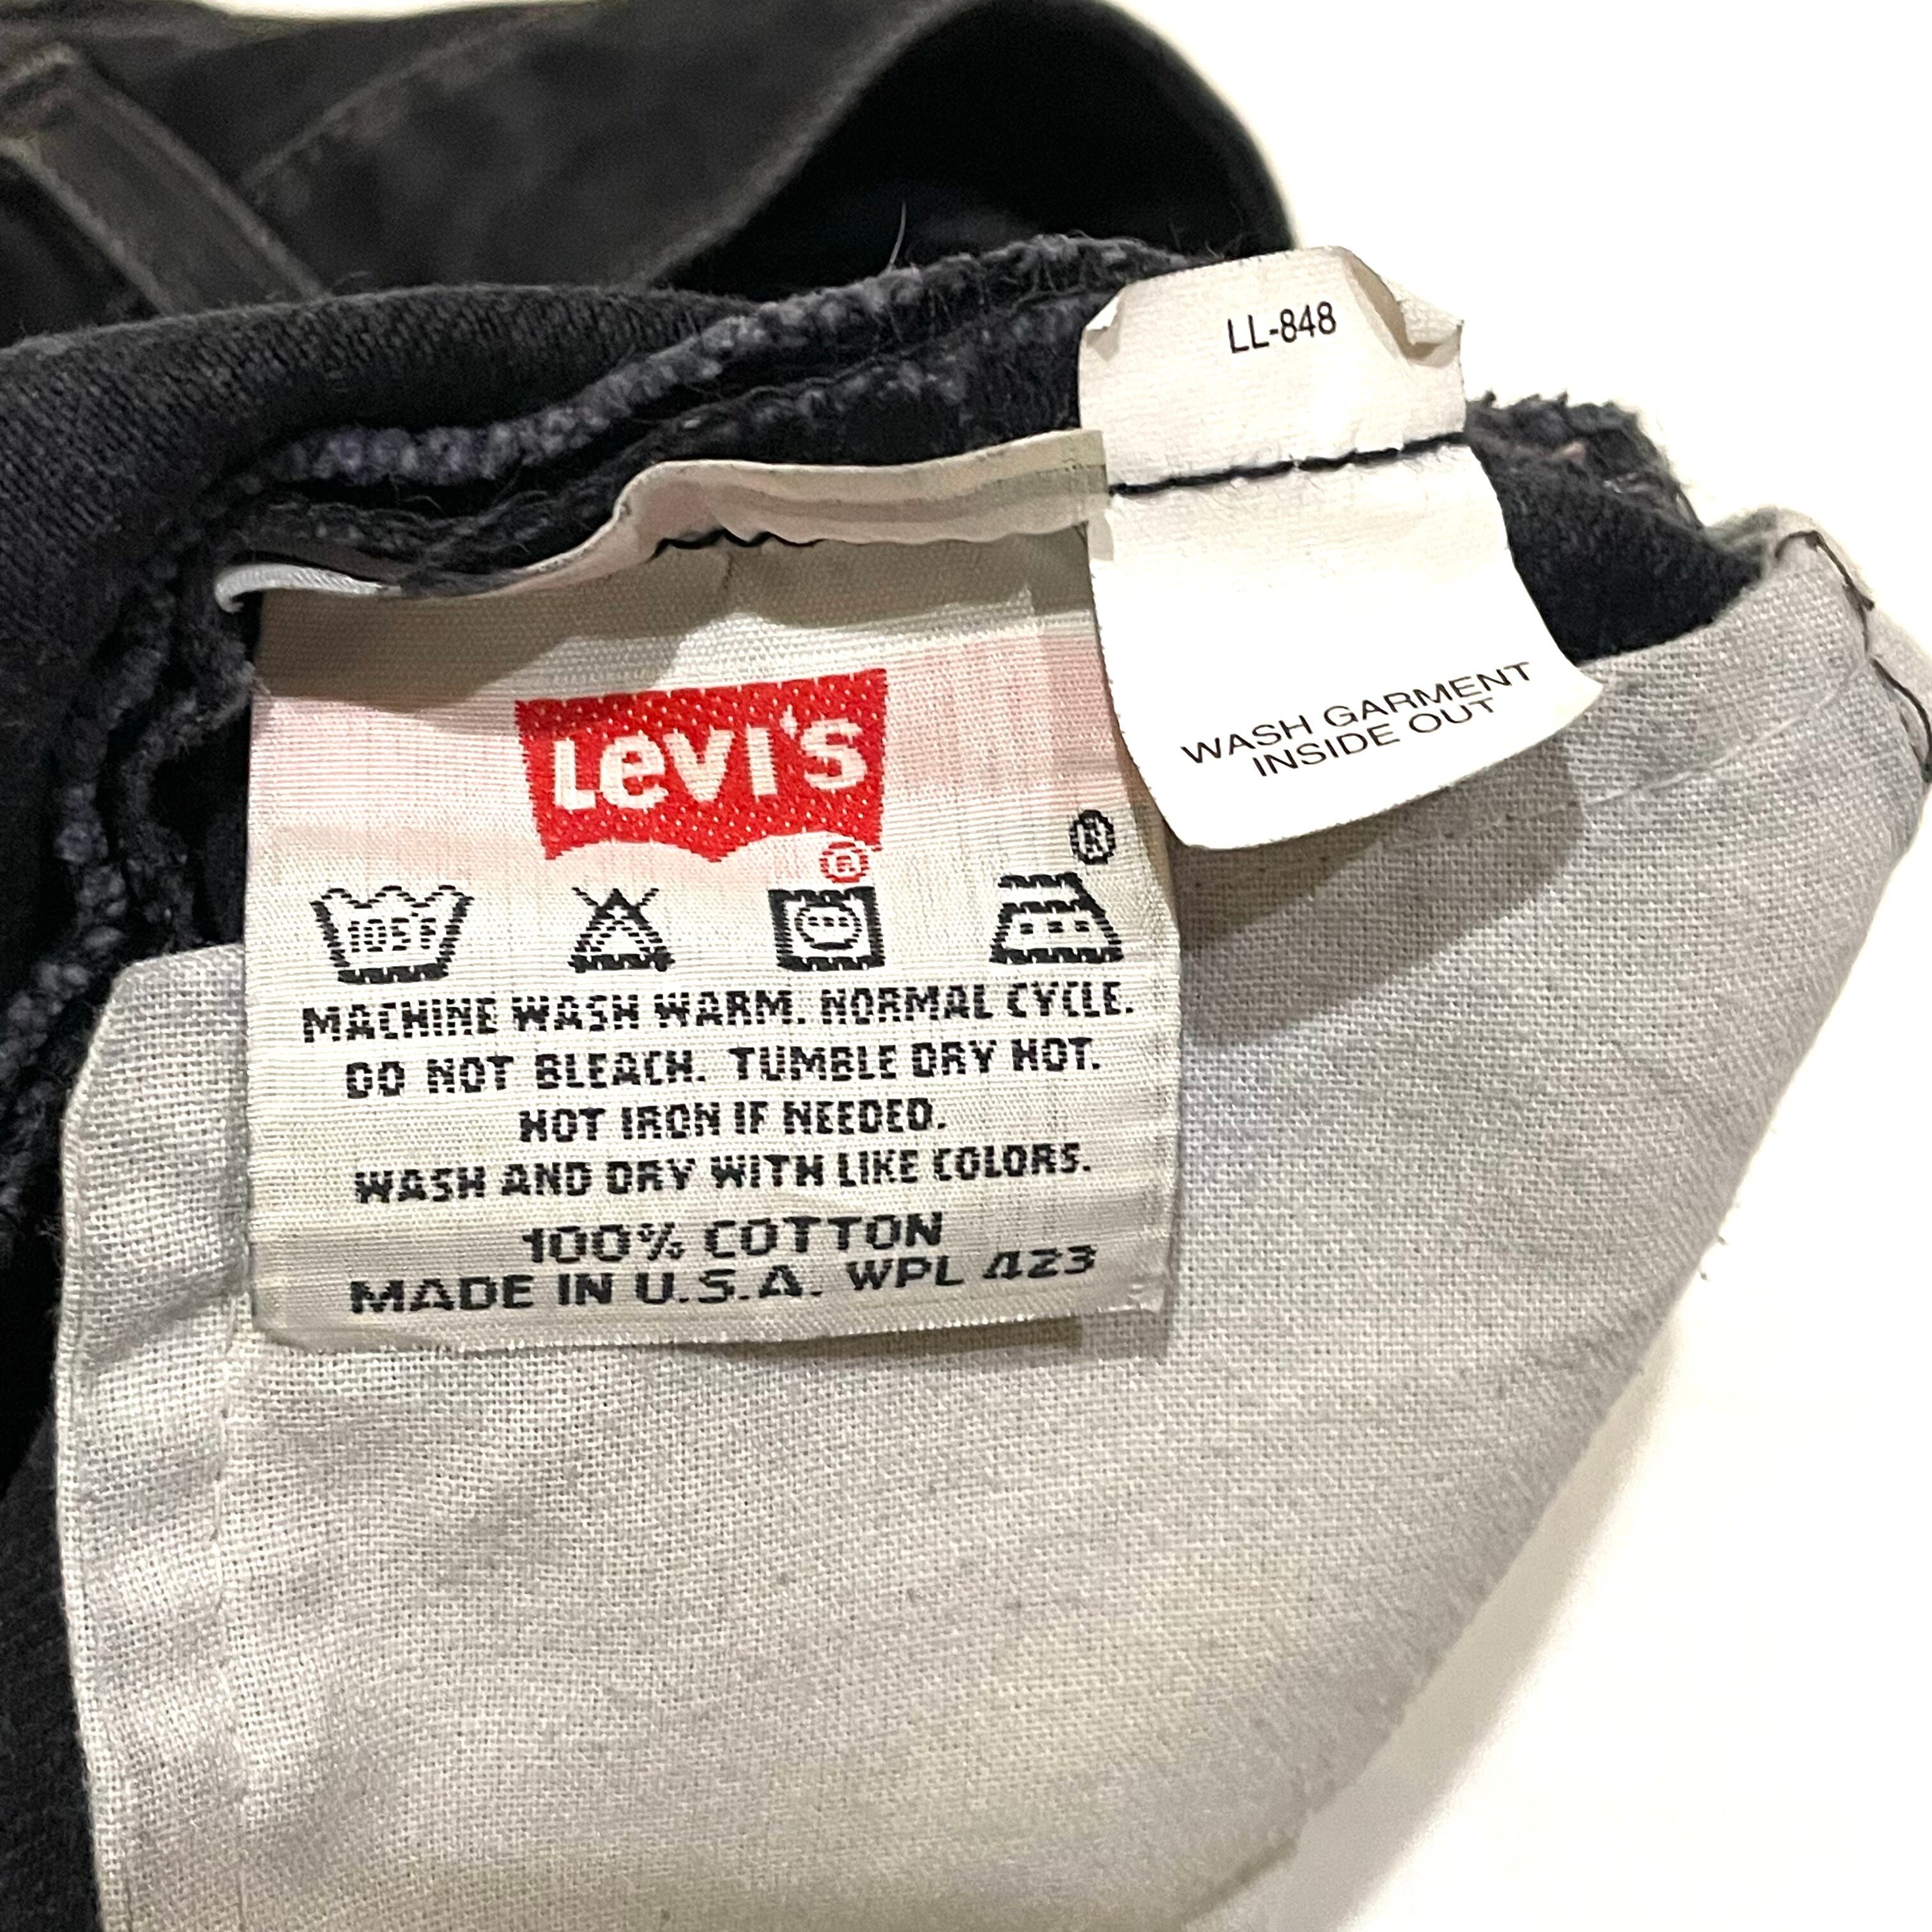 LL-848
WASH GARMENT
INSIDE OUT
Levi's
®
®
105°F
MACHINE WASH WARM. NORMAL CYCLE.
DO NOT BLEACH. TUMBLE DRY HOT.
HOT IRON IF NEEDED.
WASH AND DRY WITH LIKE COLORS.
100% COTTON
MADE IN U.S.A. WPL 423